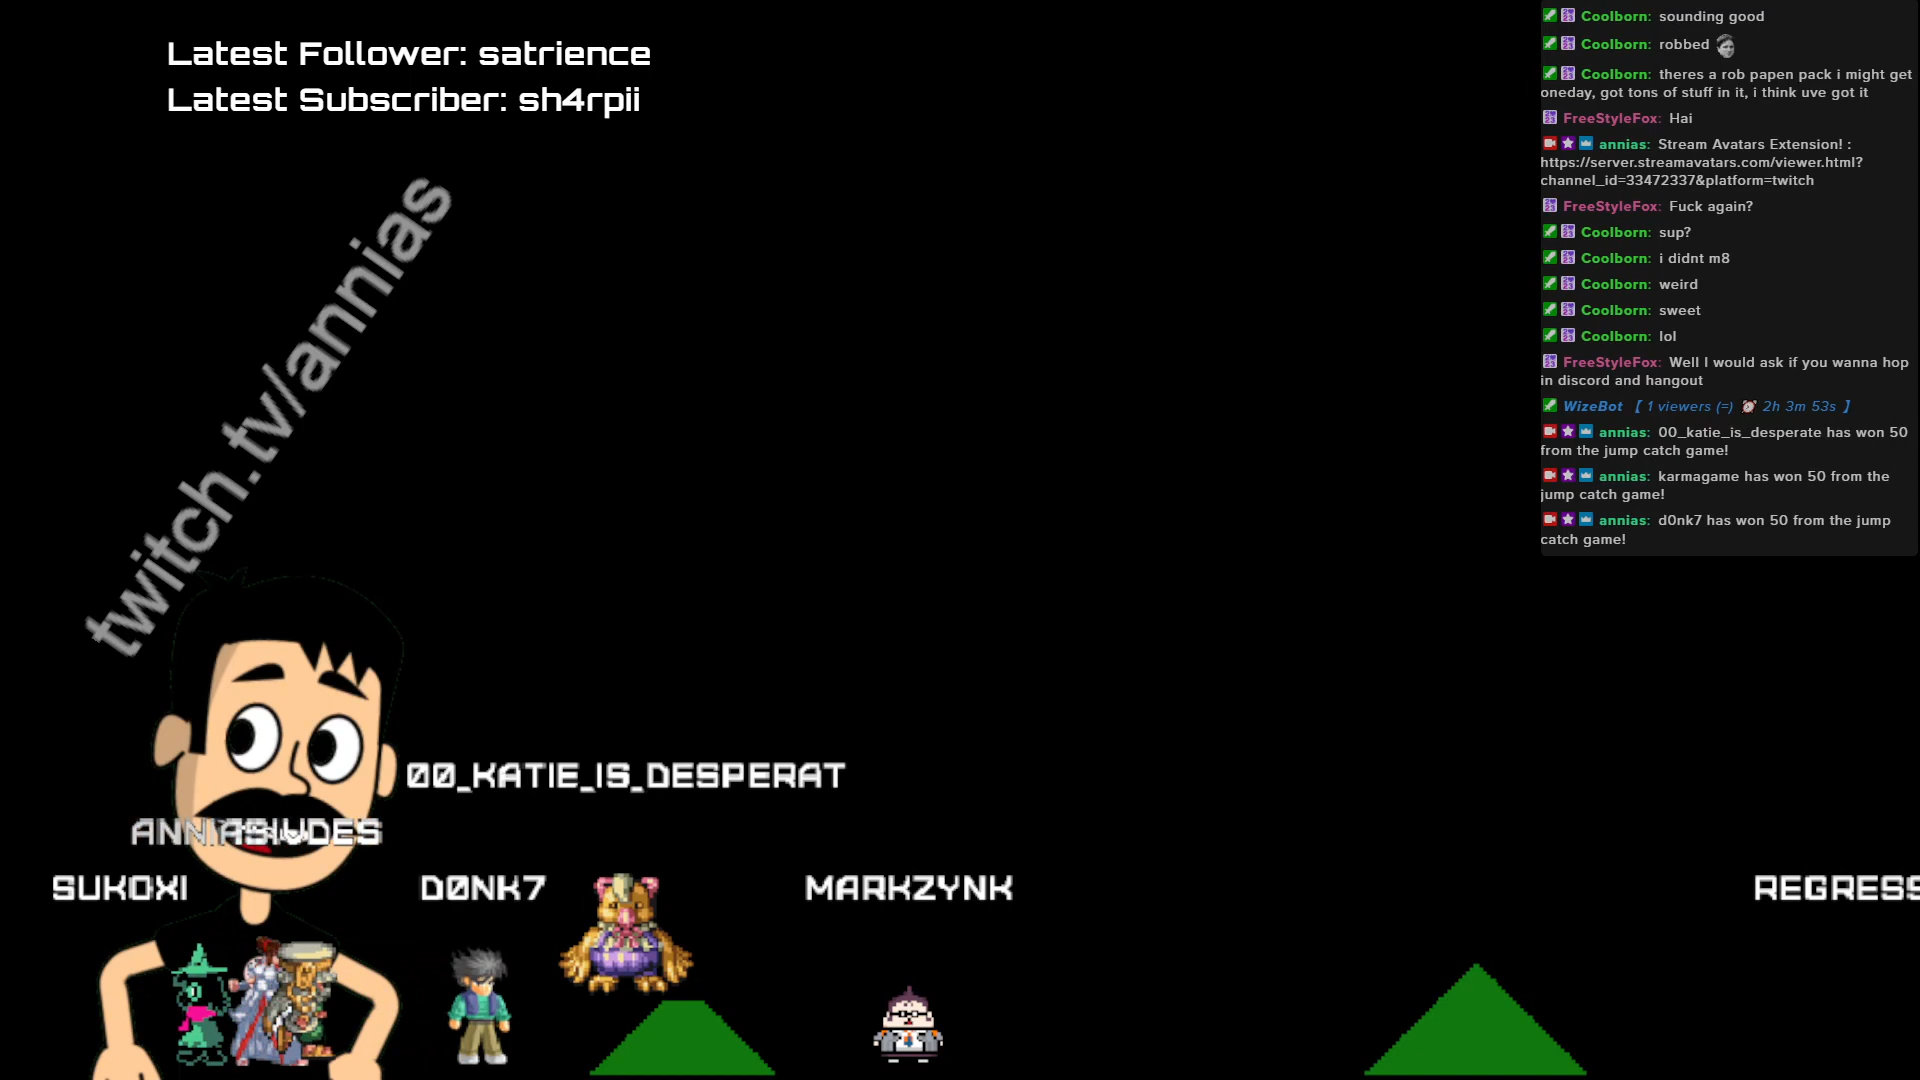 Latest Follower: satrience
Latest Subscriber: sh4rpii
twitch.tv/annias
00_KATIE_IS_DESPERAT
SUKOXI
D0NK7
MARKZYNK
REGRESS
Coolborn: sounding good
Coolborn: robbed
Coolborn: theres a rob papen pack i might get
oneday, got tons of stuff in it, i think uve got it
FreeStyleFox: Hai
annias: Stream Avatars Extension! :
https://server.streamavatars.com/viewer.html?
channel_id=33472337&platform=twitch
FreeStyleFox: Fuck again?
Coolborn: sup?
Coolborn: i didnt m8
Coolborn: weird
Coolborn: sweet
Coolborn: lol
FreeStyleFox: Well I would ask if you wanna hop
in discord and hangout
WizeBot 【 1 viewers (=) ⏰ 2h 3m 53s 】
annias: 00_katie_is_desperate has won 50
from the jump catch game!
annias: karmagame has won 50 from the
jump catch game!
annias: d0nk7 has won 50 from the jump
catch game!